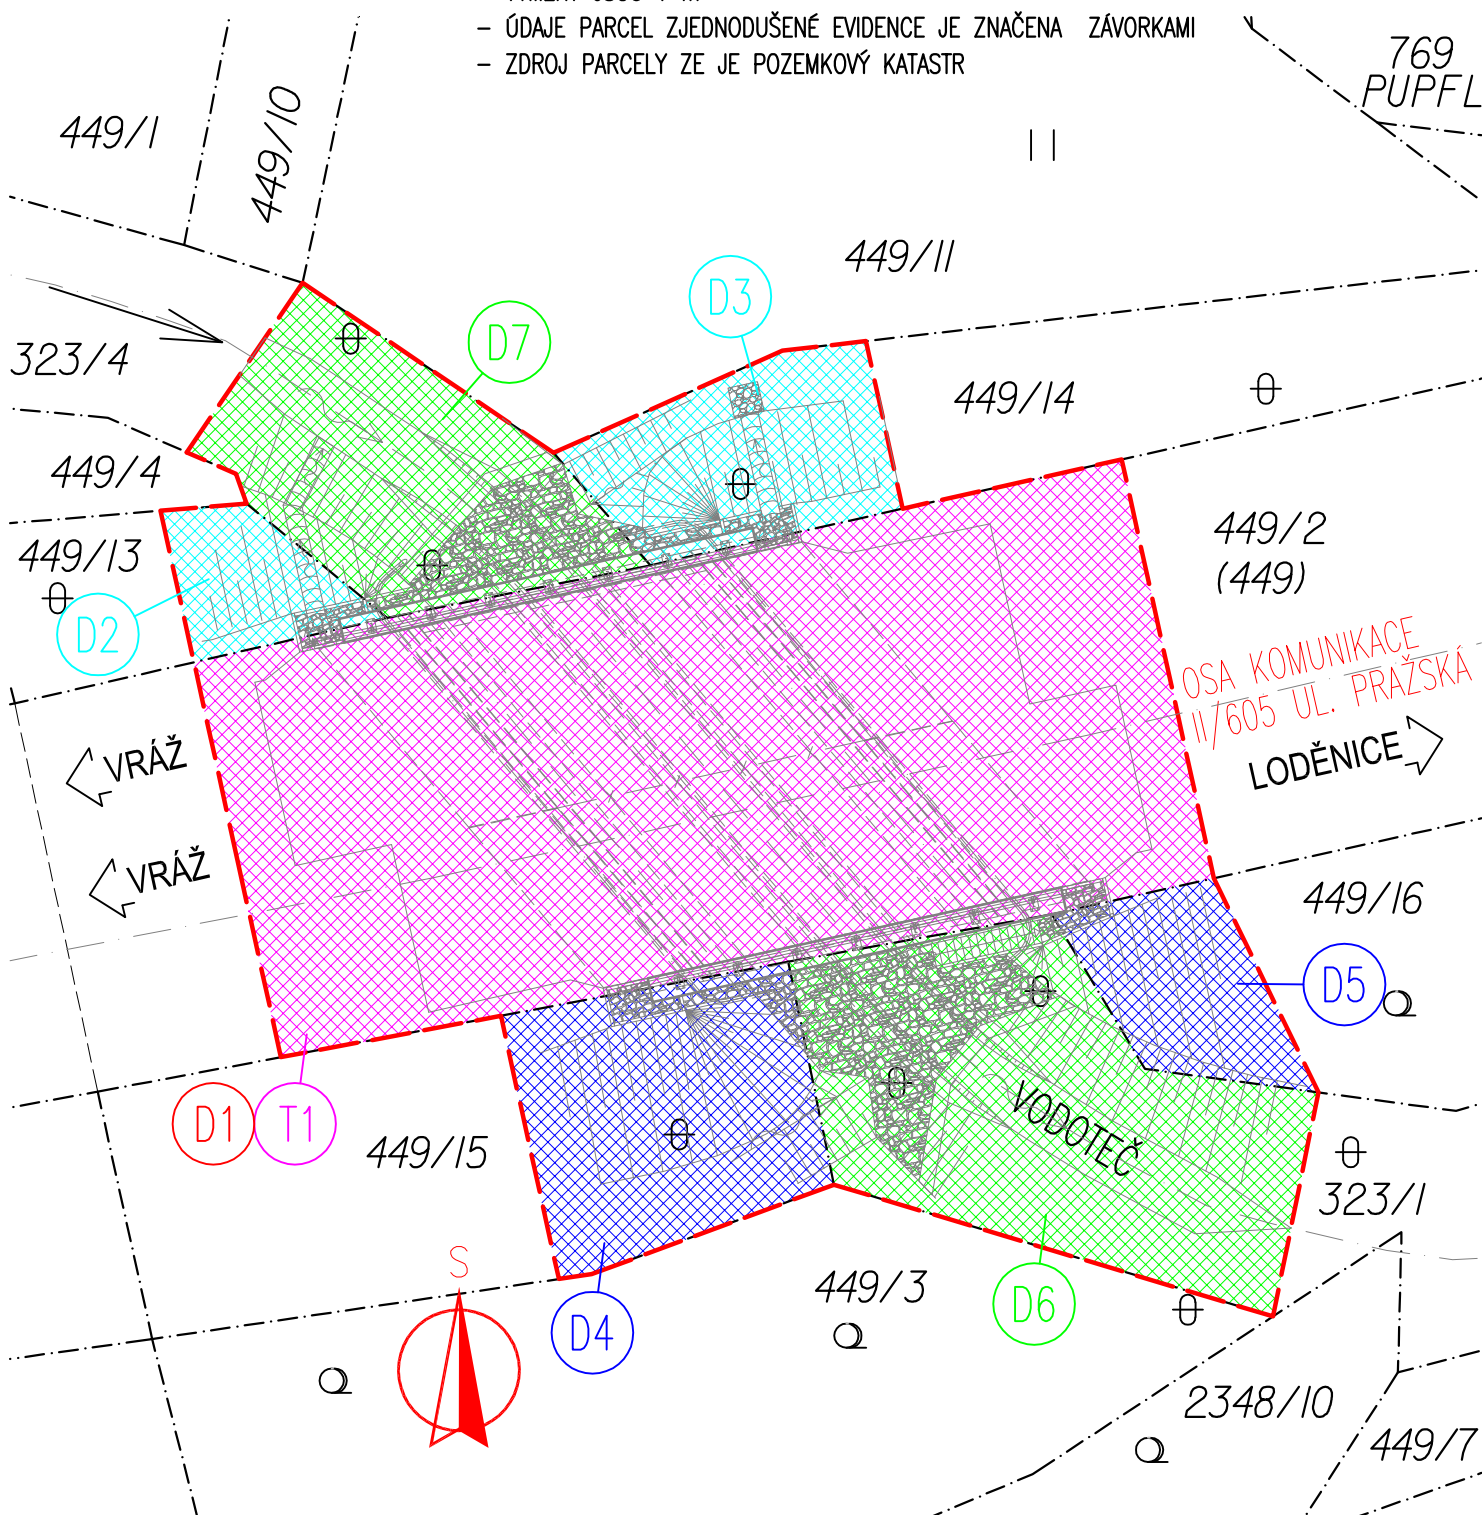 - ÚDAJE PARCEL ZJEDNODUŠENÉ EVIDENCE JE ZNAČENA ZÁVORKAMI
- ZDROJ PARCELY ZE JE POZEMKOVÝ KATASTR
769
PUPFL
449/1
449/10
449/11
D3
D7
323/4
449/14
449/4
449/13
449/2
(449)
D2
OSA KOMUNIKACE
II/605 UL. PRAŽSKÁ
VRÁŽ
LODĚNICE
VRÁŽ
449/16
D5
D1
T1
449/15
VODOTEČ
323/1
S
449/3
D6
D4
2348/10
449/7